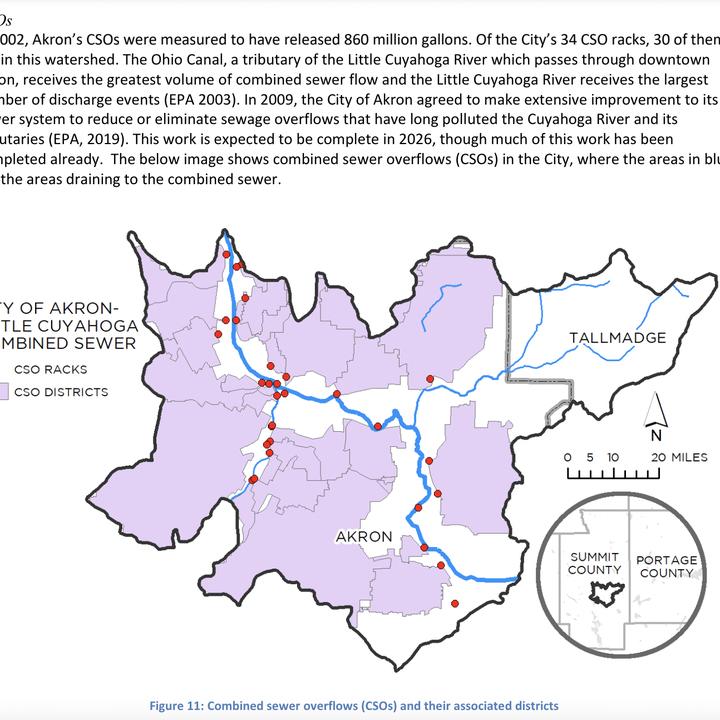 Os
002, Akron's CSOs were measured to have released 860 million gallons. Of the City's 34 CSO racks, 30 of them
in this watershed. The Ohio Canal, a tributary of the Little Cuyahoga River which passes through downtown
on, receives the greatest volume of combined sewer flow and the Little Cuyahoga River receives the largest
ber of discharge events (EPA 2003). In 2009, the City of Akron agreed to make extensive improvement to its
er system to reduce or eliminate sewage overflows that have long polluted the Cuyahoga River and its
utaries (EPA, 2019). This work is expected to be complete in 2026, though much of this work has been
pleted already. The below image shows combined sewer overflows (CSOs) in the City, where the areas in blu
the areas draining to the combined sewer.
TY OF AKRON-
TTLE CUYAHOGA
OMBINED SEWER
CSO RACKS
CSO DISTRICTS
TALLMADGE
N
0 5 10 20 MILES
AKRON
SUMMIT
COUNTY
PORTAGE
COUNTY
Figure 11: Combined sewer overflows (CSOs) and their associated districts